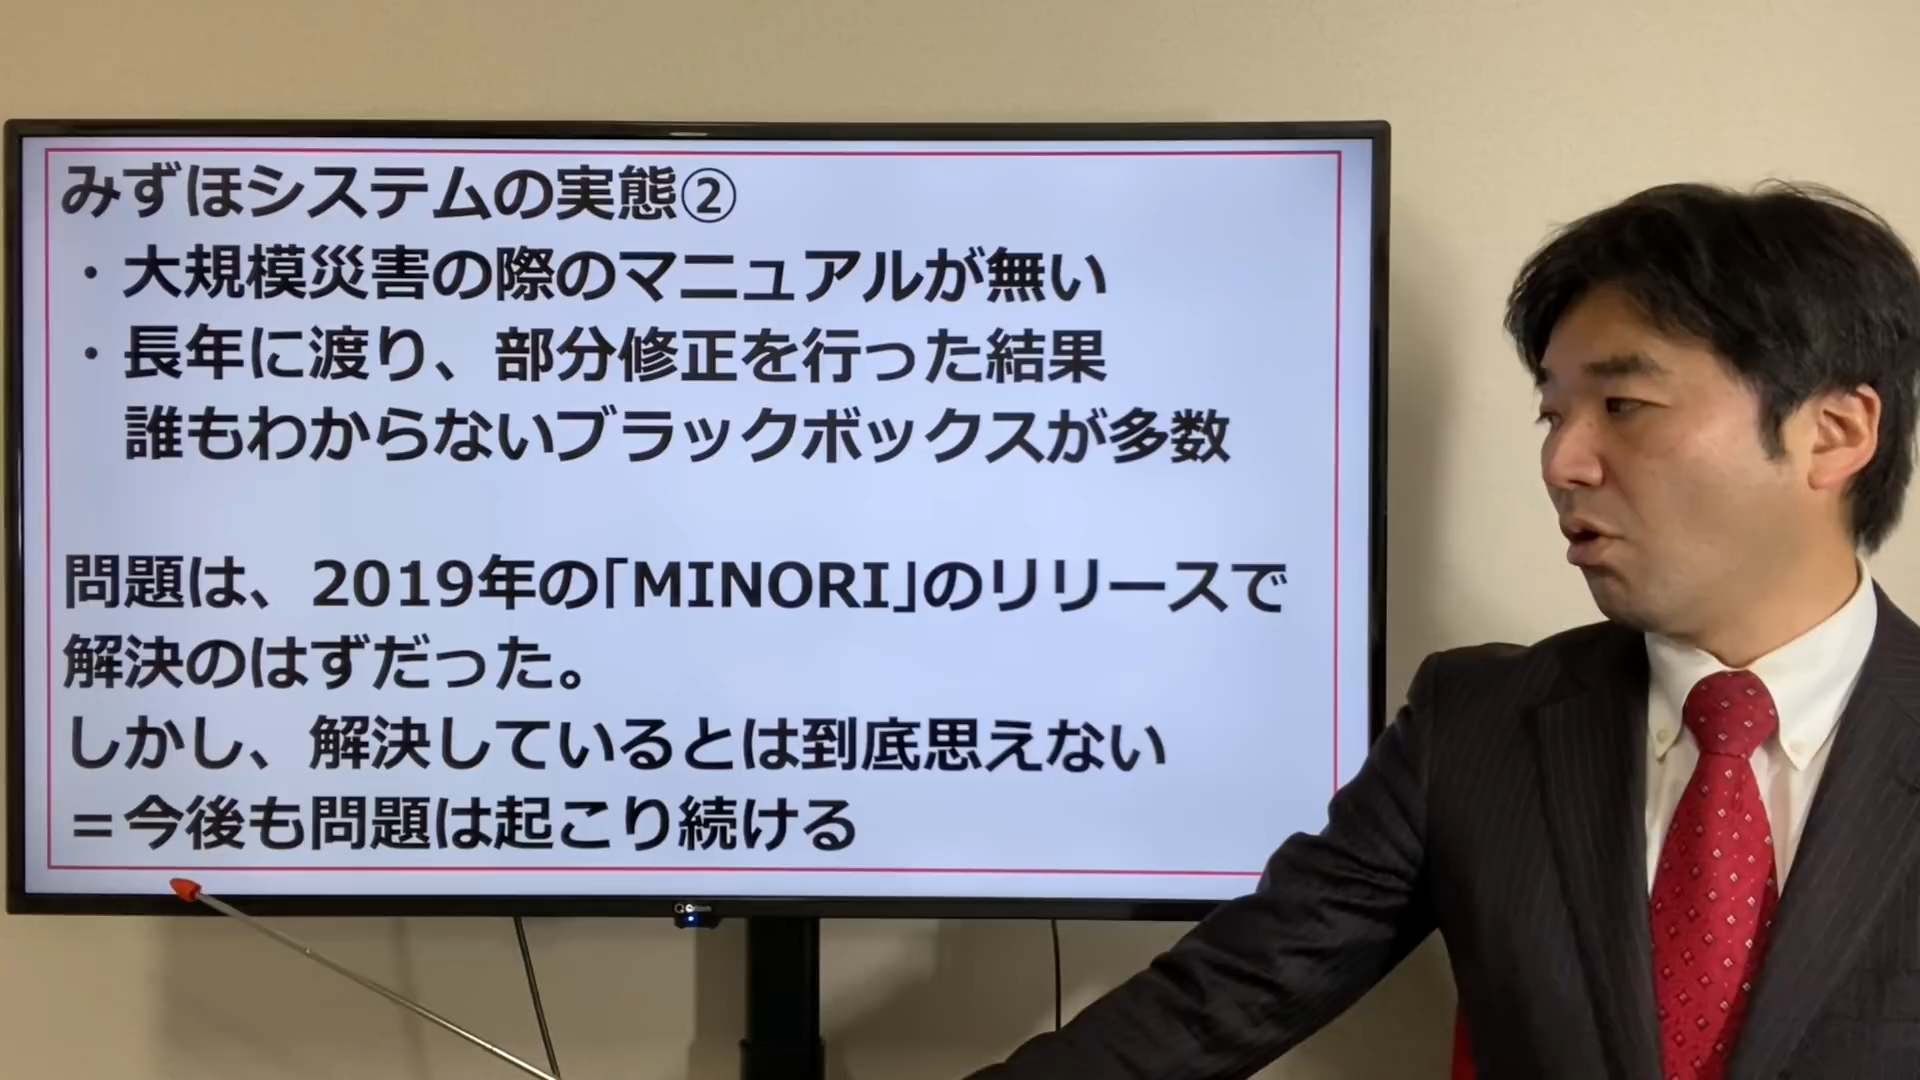 みずほシステムの実態②
・大規模災害の際のマニュアルが無い
・長年に渡り、部分修正を行った結果
誰もわからないブラックボックスが多数
問題は、2019年の「MINORI」のリリースで
解決のはずだった。
しかし、解決しているとは到底思えない
＝今後も問題は起こり続ける